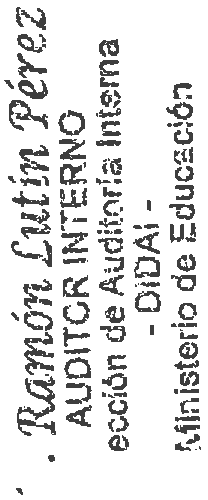 . Ramón Lutín Pérez
AUDITOR INTERNO
ección de Auditoría Interna
- DIDAI -
Ministerio de Educación